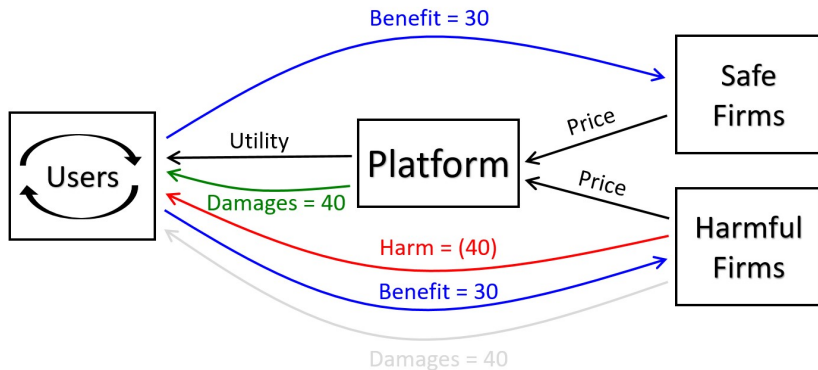 Benefit = 30
Safe
Firms
Price
Utility
Users
Platform
Damages = 40
Price
Harm = (40)
Harmful
Firms
Benefit = 30
Damages = 40